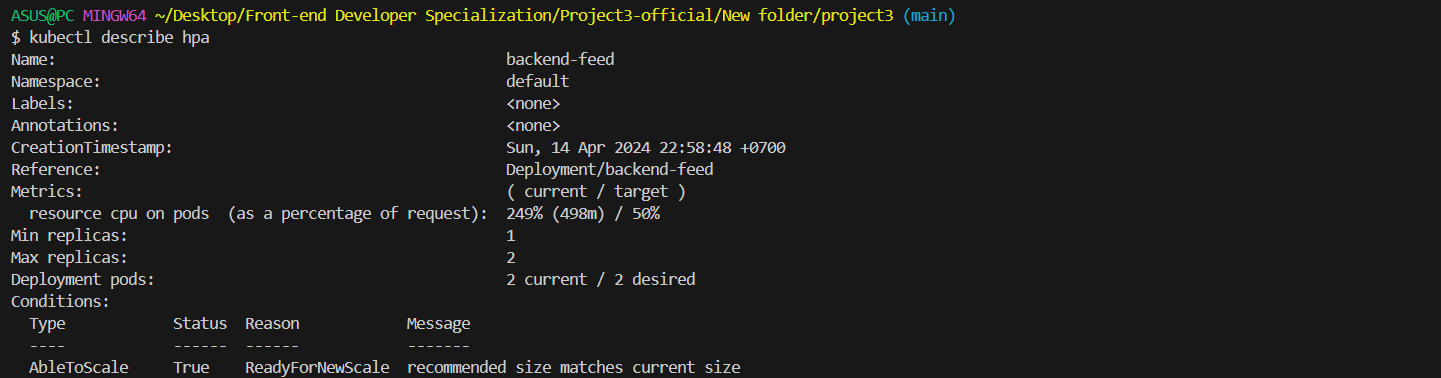 ASUS@PC MINGW64 ~/Desktop/Front-end Developer Specialization/Project3-official/New folder/project3 (main)
$ kubectl describe hpa
Name: backend-feed
Namespace: default
Labels: <none>
Annotations: <none>
CreationTimestamp: Sun, 14 Apr 2024 22:58:48 +0700
Reference: Deployment/backend-feed
Metrics: ( current / target )
resource cpu on pods (as a percentage of request): 249% (498m) / 50%
Min replicas: 1
Max replicas: 2
Deployment pods: 2 current / 2 desired
Conditions:
Type Status Reason Message
---- ------ ------ -------
AbleToScale True ReadyForNewScale recommended size matches current size